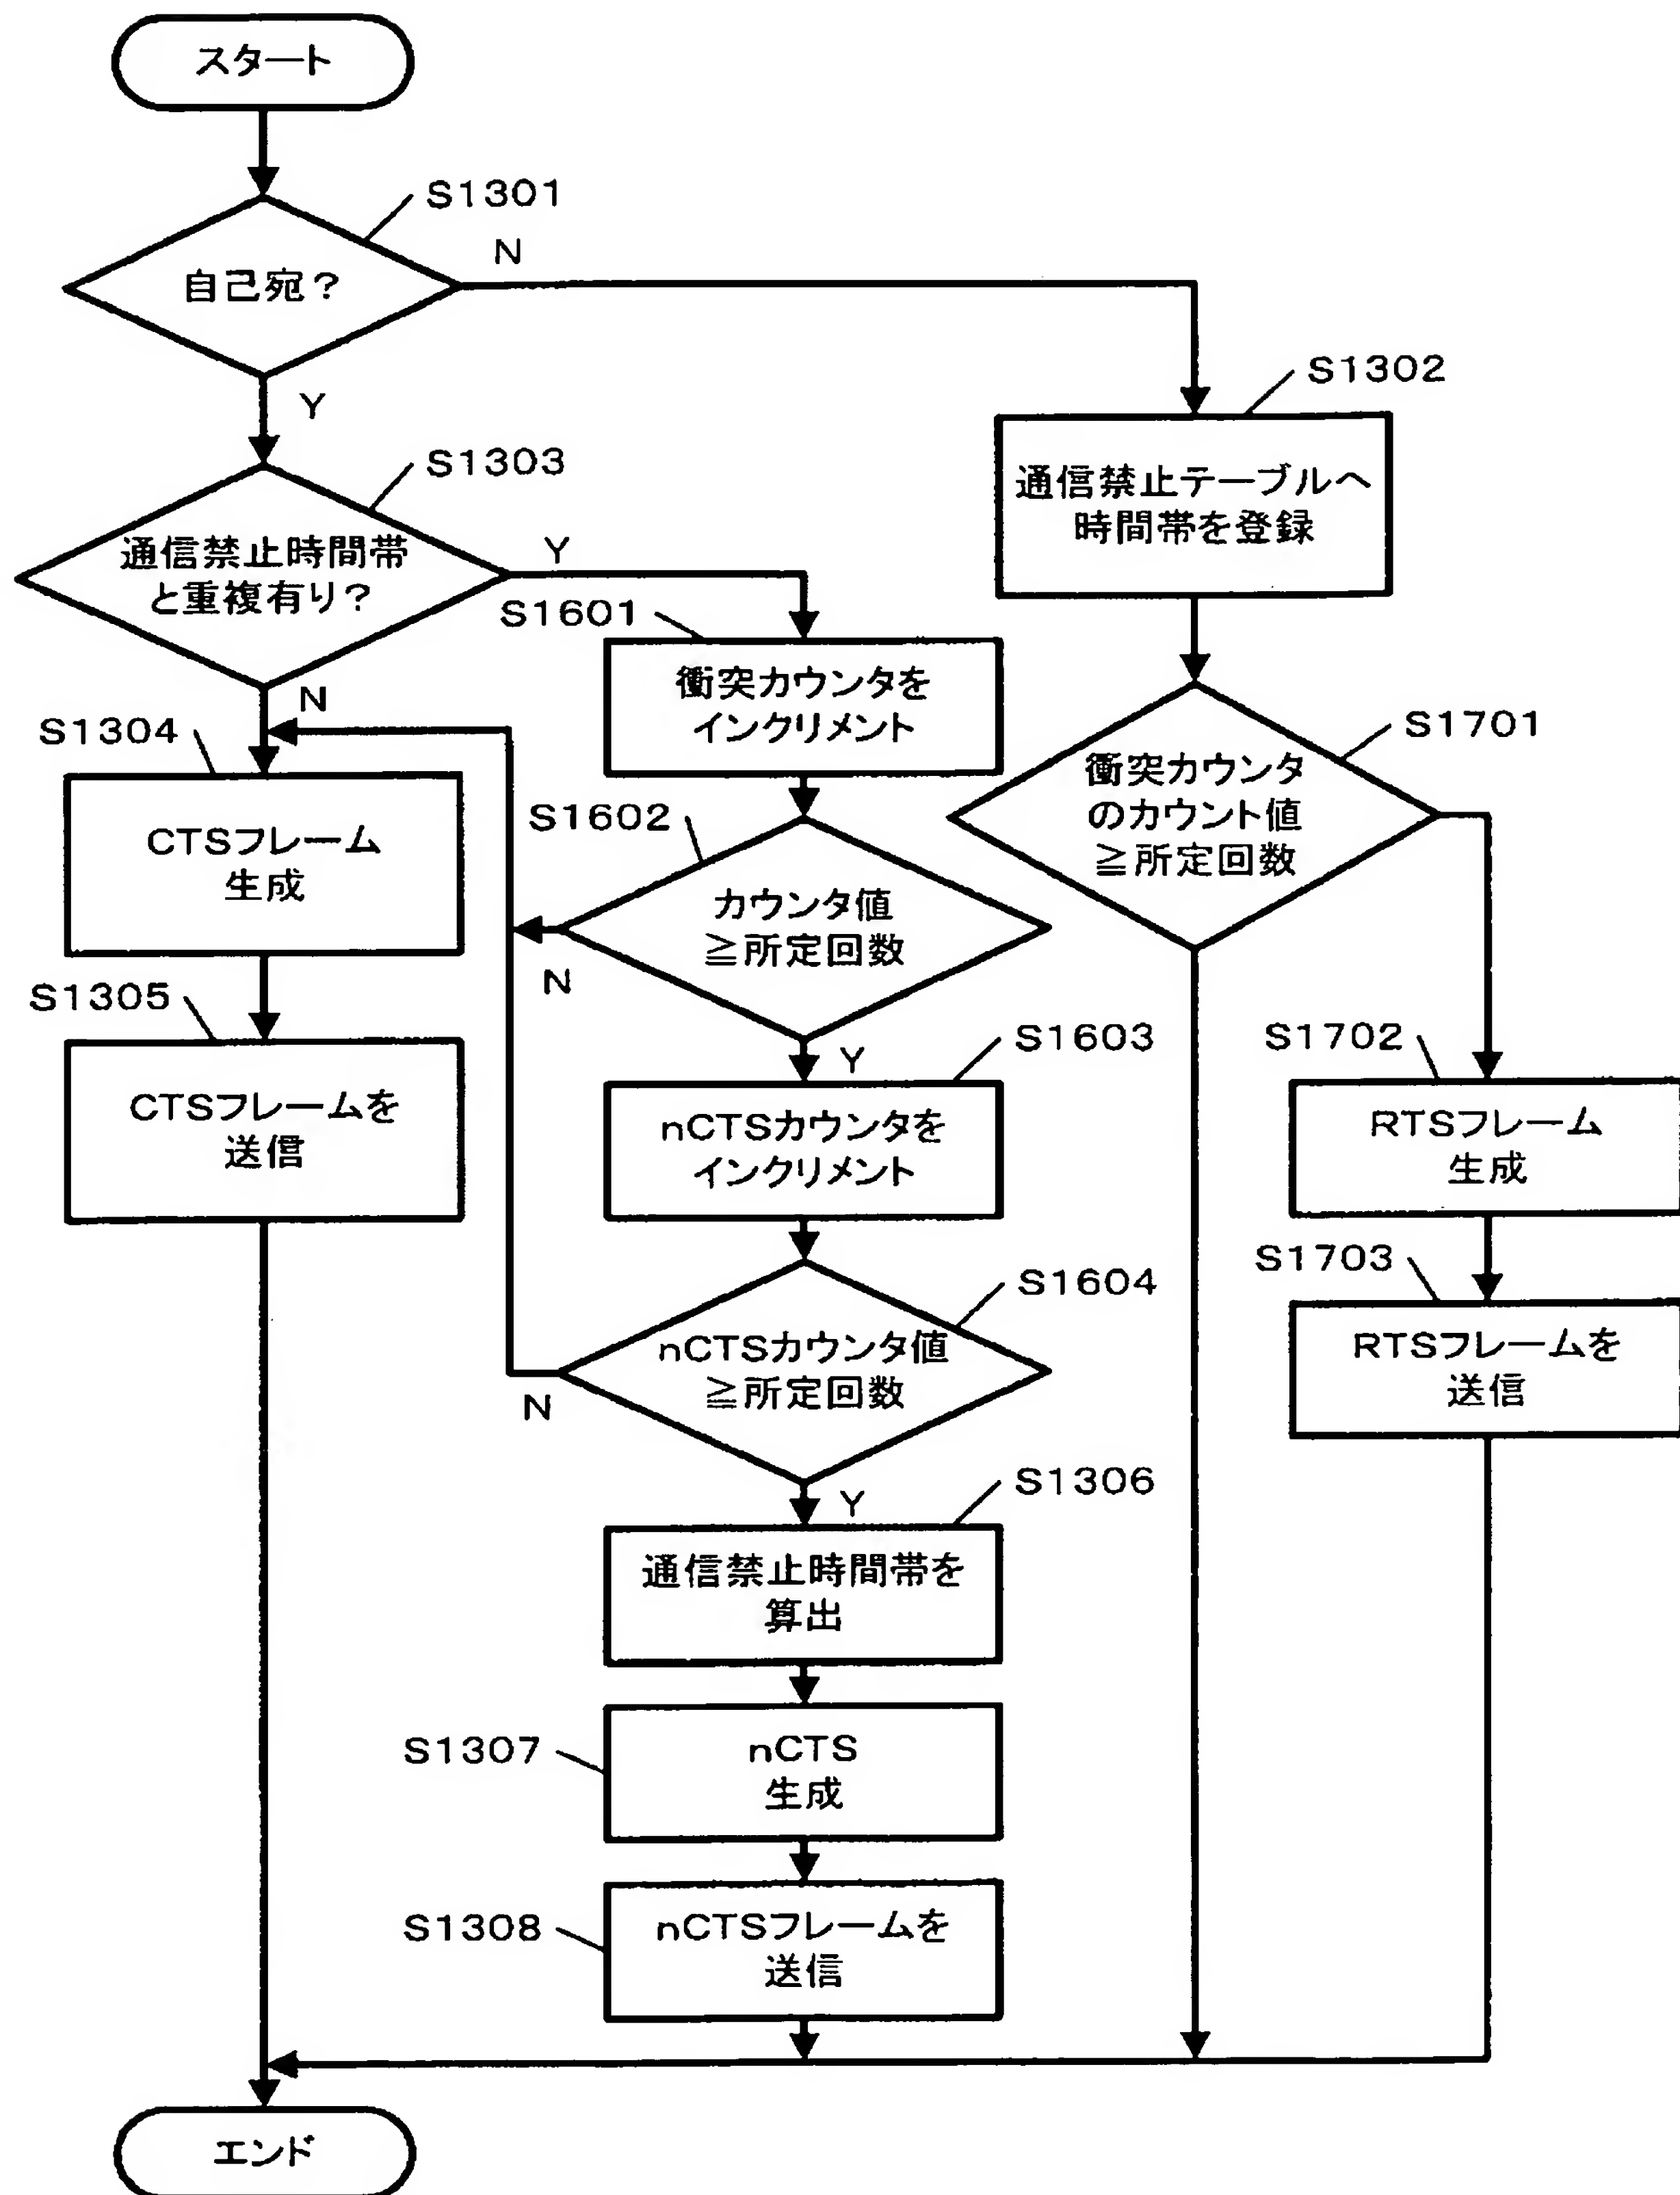 スタート
S1301
自己宛？
N
Y
S1302
通信禁止テーブルへ
時間帯を登録
S1303
通信禁止時間帯
と重複有り？
Y
N
S1601
衝突カウンタを
インクリメント
S1304
CTSフレーム
生成
S1602
カウンタ値
≧所定回数
N
Y
S1701
衝突カウンタ
のカウント値
≧所定回数
S1305
CTSフレームを
送信
S1603
nCTSカウンタを
インクリメント
S1702
RTSフレーム
生成
S1604
nCTSカウンタ値
≧所定回数
N
Y
S1703
RTSフレームを
送信
S1306
通信禁止時間帯を
算出
S1307
nCTS
生成
S1308
nCTSフレームを
送信
エンド